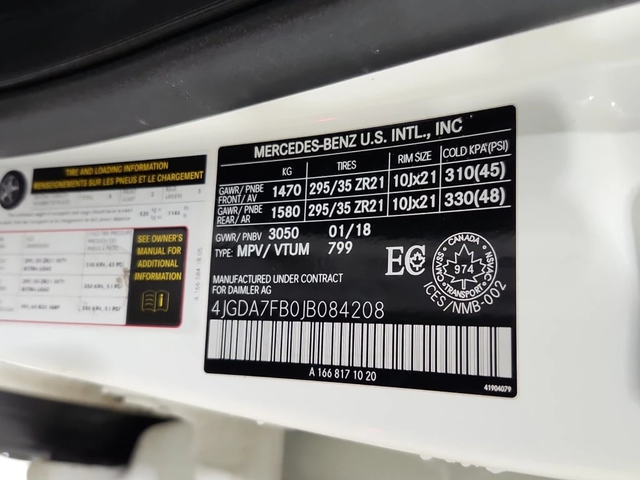 TIRE AND LOADING INFORMATION
RENSEIGNEMENTS SUR LES PNEUS ET LE CHARGEMENT
SEE OWNER'S
MANUAL FOR
ADDITIONAL
INFORMATION
MERCEDES-BENZ U.S. INTL., INC
KG TIRES RIM SIZE COLD KPA'(PSI)
GAWR/PNBE
FRONT/AV 1470 295/35 ZR21 10Jx21 310(45)
GAWR/PNBE
REAR/AR 1580 295/35 ZR21 10Jx21 330(48)
GVWR/PNBV 3050 01/18
TYPE: MPV/VTUM 799
MANUFACTURED UNDER CONTRACT
FOR DAIMLER AG
EC
CANADA
CMVSS 974 NSVAC
TRANSPORT
ICES/NMB-002
4JGDA7FB0JB084208
A 166 817 10 20
41904079